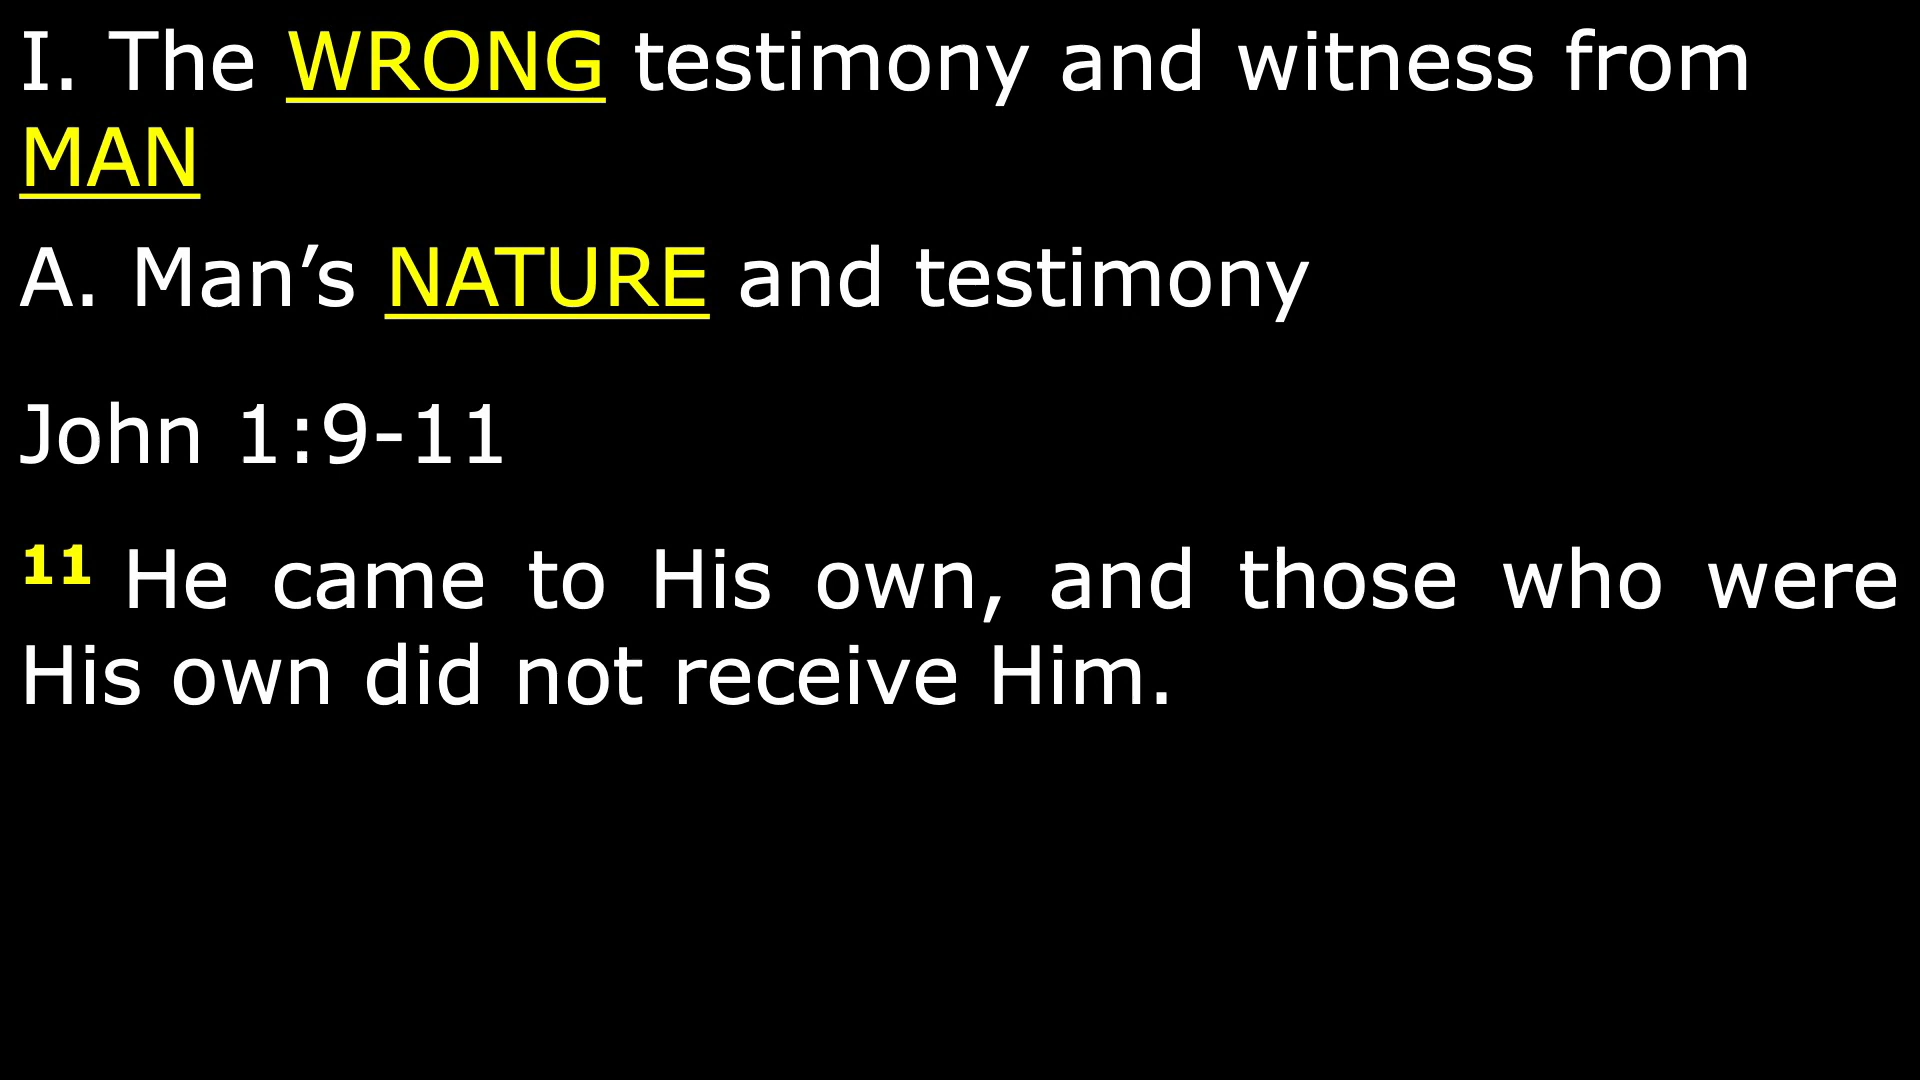 I. The WRONG testimony and witness from
MAN
A. Man’s NATURE and testimony
John 1:9-11
11 He came to His own, and those who were
His own did not receive Him.